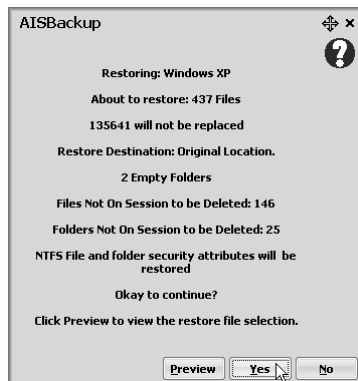 AISBackup
Restoring: Windows XP
About to restore: 437 Files
135641 will not be replaced
Restore Destination: Original Location.
2 Empty Folders
Files Not On Session to be Deleted: 146
Folders Not On Session to be Deleted: 25
NTFS File and folder security attributes will be
restored
Okay to continue?
Click Preview to view the restore file selection.
Preview Yes No